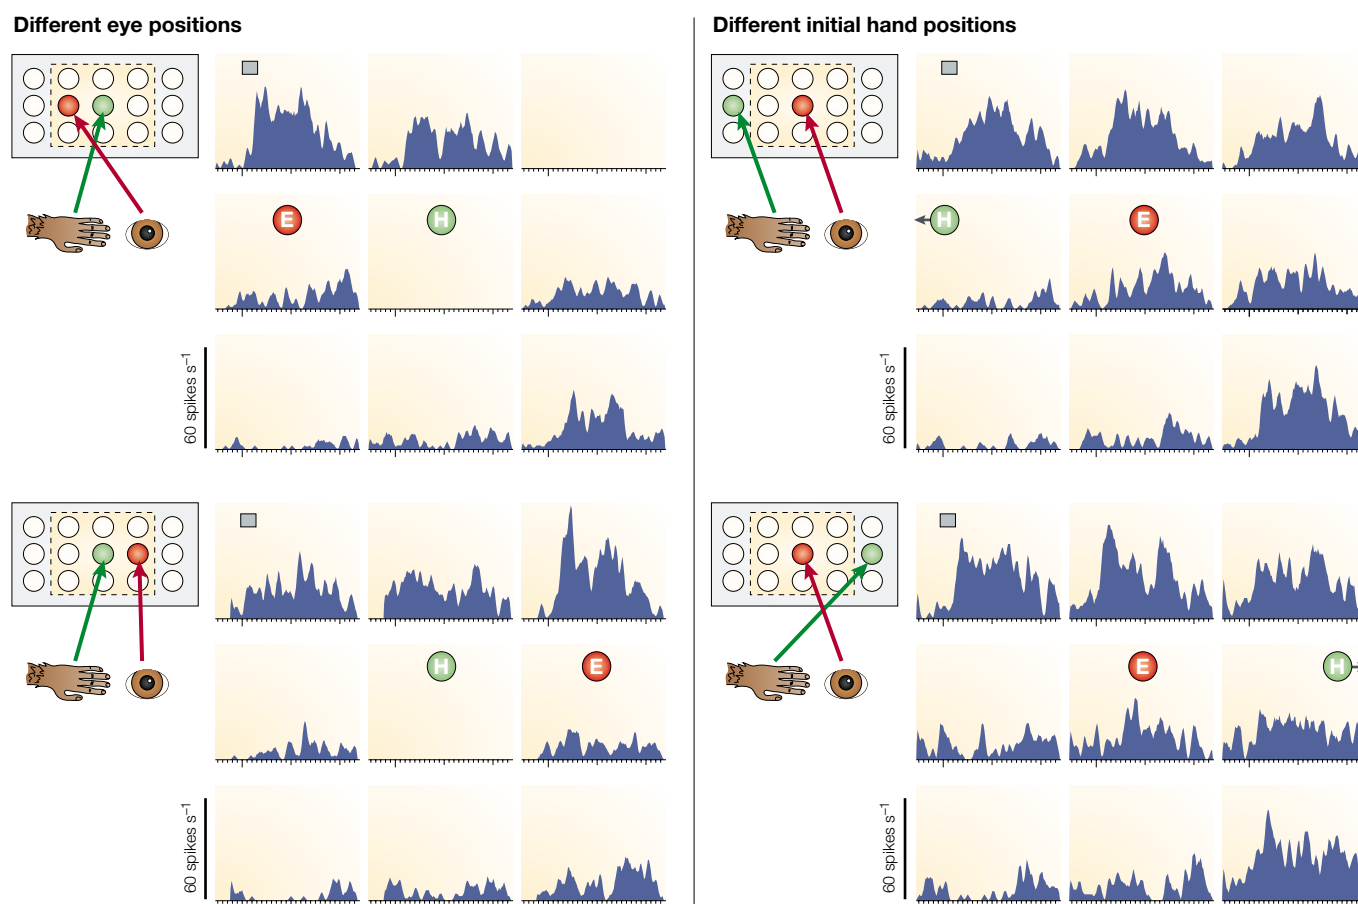 Different eye positions
E
H
60 spikes s⁻¹
H
E
60 spikes s⁻¹
Different initial hand positions
H
E
60 spikes s⁻¹
E
H
60 spikes s⁻¹